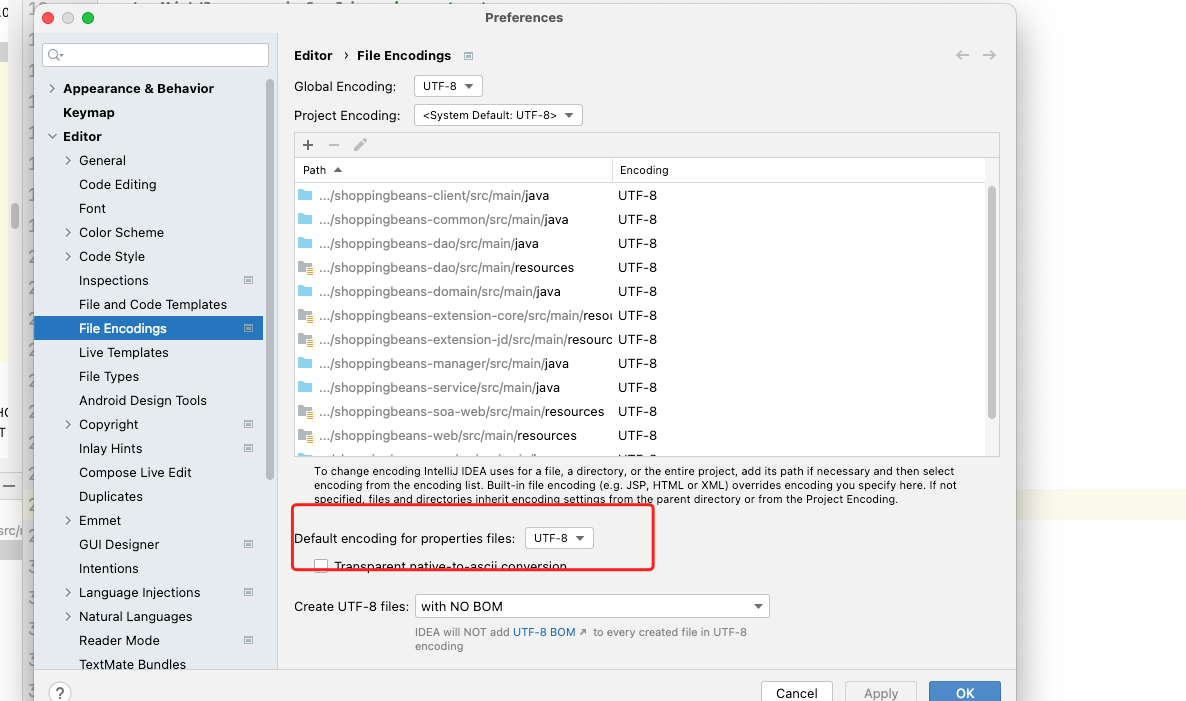 Preferences
Appearance & Behavior
Keymap
Editor
General
Code Editing
Font
Color Scheme
Code Style
Inspections
File and Code Templates
File Encodings
Live Templates
File Types
Android Design Tools
Copyright
Inlay Hints
Compose Live Edit
Duplicates
Emmet
GUI Designer
Intentions
Language Injections
Natural Languages
Reader Mode
TextMate Bundles
Editor › File Encodings
Global Encoding: UTF-8
Project Encoding: <System Default: UTF-8>
Path Encoding
.../shoppingbeans-client/src/main/java UTF-8
.../shoppingbeans-common/src/main/java UTF-8
.../shoppingbeans-dao/src/main/java UTF-8
.../shoppingbeans-dao/src/main/resources UTF-8
.../shoppingbeans-domain/src/main/java UTF-8
.../shoppingbeans-extension-core/src/main/resou UTF-8
.../shoppingbeans-extension-jd/src/main/resourc UTF-8
.../shoppingbeans-manager/src/main/java UTF-8
.../shoppingbeans-service/src/main/java UTF-8
.../shoppingbeans-soa-web/src/main/resources UTF-8
.../shoppingbeans-web/src/main/resources UTF-8
To change encoding IntelliJ IDEA uses for a file, a directory, or the entire project, add its path if necessary and then select
encoding from the encoding list. Built-in file encoding (e.g. JSP, HTML or XML) overrides encoding you specify here. If not
specified, files and directories inherit encoding settings from the parent directory or from the Project Encoding.
Default encoding for properties files: UTF-8
Transparent native-to-ascii conversion
Create UTF-8 files: with NO BOM
IDEA will NOT add UTF-8 BOM ↗ to every created file in UTF-8
encoding
?
Cancel Apply OK